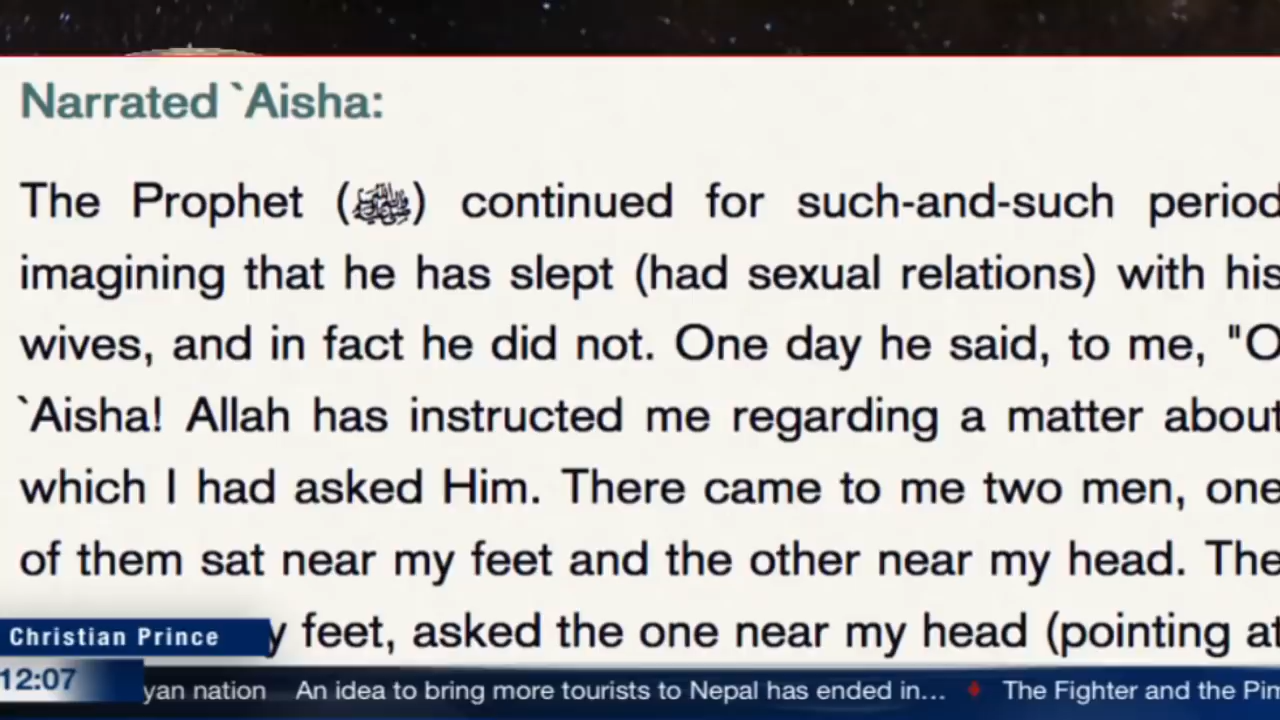 Narrated `Aisha:
The Prophet (ﷺ) continued for such-and-such period
imagining that he has slept (had sexual relations) with his
wives, and in fact he did not. One day he said, to me, "O
`Aisha! Allah has instructed me regarding a matter about
which I had asked Him. There came to me two men, one
of them sat near my feet and the other near my head. The
y feet, asked the one near my head (pointing at
Christian Prince
12:07
yan nation An idea to bring more tourists to Nepal has ended in... ♦ The Fighter and the Pim